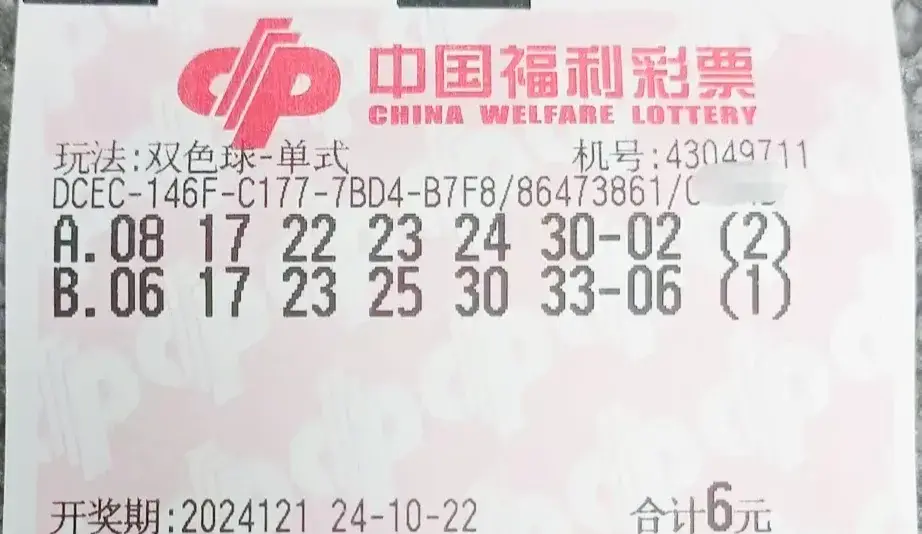 中国福利彩票
CHINA WELFARE LOTTERY
玩法:双色球-单式 机号:43049711
DCEC-146F-C177-7BD4-B7F8/86473861/
A.08 17 22 23 24 30-02 (2)
B.06 17 23 25 30 33-06 (1)
开奖期:2024121 24-10-22 合计6元